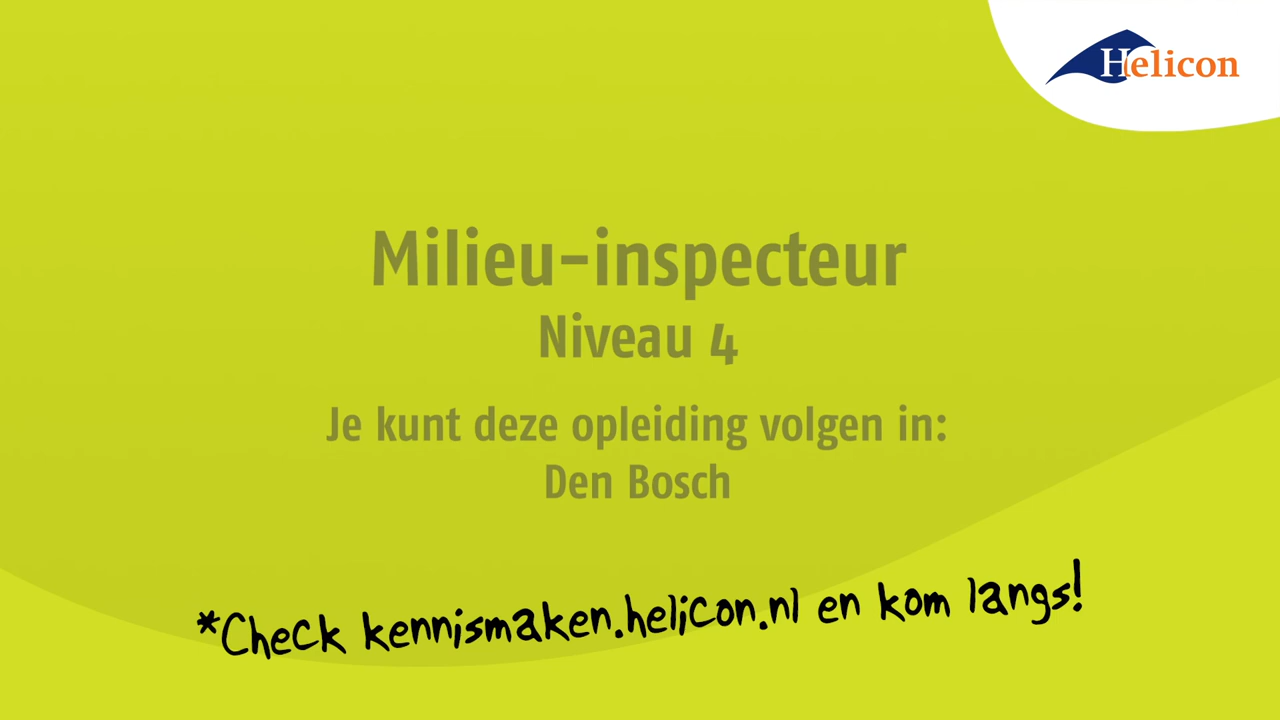 Helicon
Milieu-inspecteur
Niveau 4
Je kunt deze opleiding volgen in:
Den Bosch
*Check kennismaken.helicon.nl en kom langs!